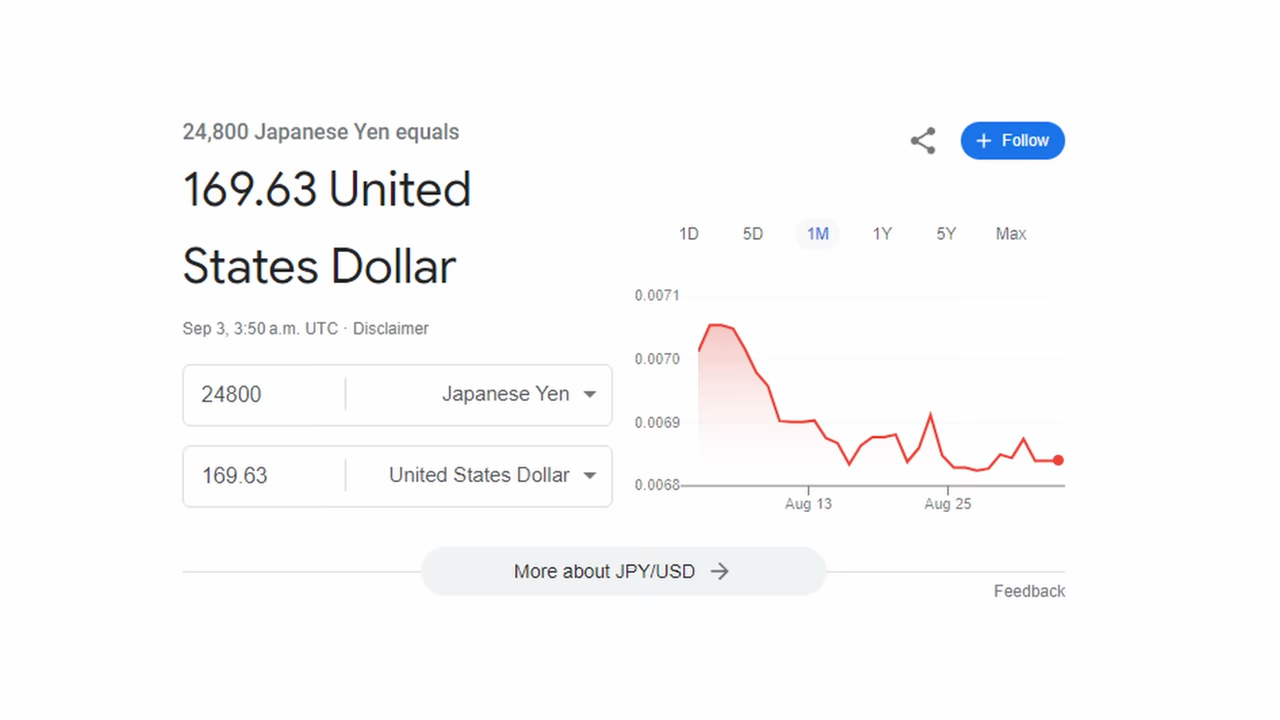 24,800 Japanese Yen equals
169.63 United
States Dollar
Sep 3, 3:50 a.m. UTC · Disclaimer
24800 Japanese Yen
169.63 United States Dollar
+ Follow
1D 5D 1M 1Y 5Y Max
0.0071
0.0070
0.0069
0.0068
Aug 13 Aug 25
More about JPY/USD →
Feedback